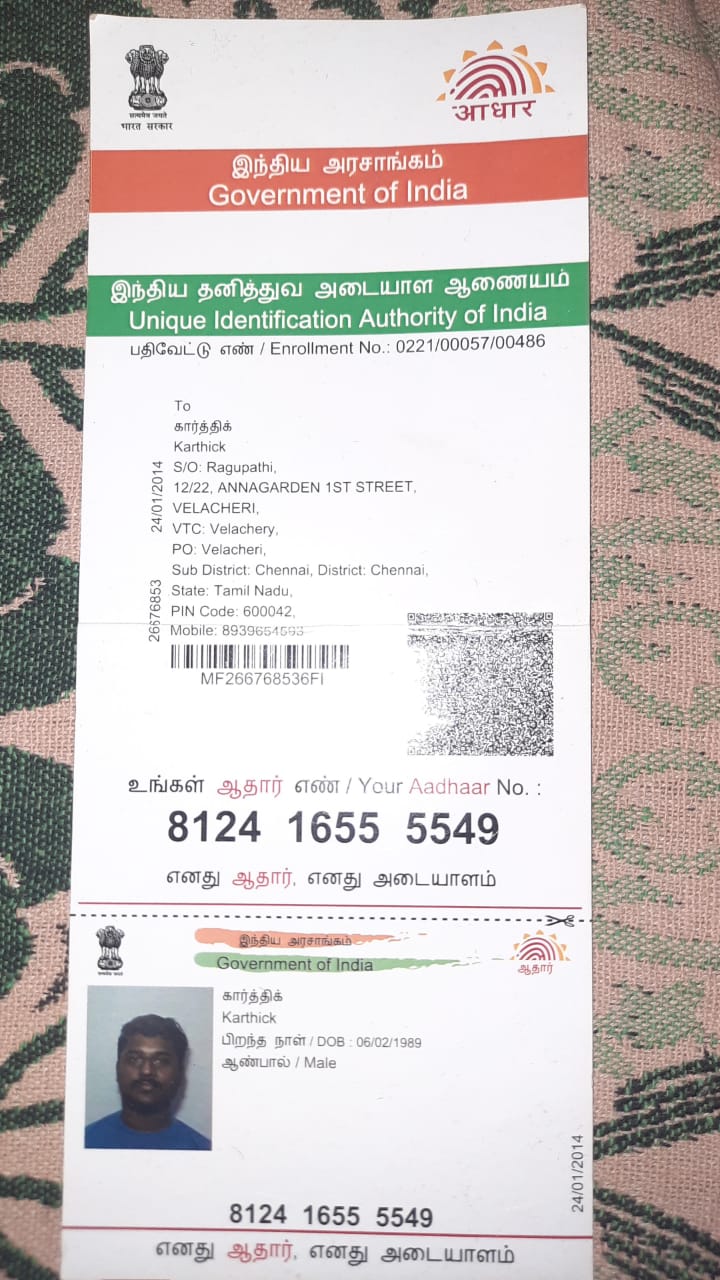 सत्यमेव जयते
भारत सरकार
आधार
இந்திய அரசாங்கம்
Government of India
இந்திய தனித்துவ அடையாள ஆணையம்
Unique Identification Authority of India
பதிவேட்டு எண் / Enrollment No.: 0221/00057/00486
To
கார்த்திக்
Karthick
S/O: Ragupathi,
12/22, ANNAGARDEN 1ST STREET,
VELACHERI,
VTC: Velachery,
PO: Velacheri,
Sub District: Chennai, District: Chennai,
State: Tamil Nadu,
PIN Code: 600042,
Mobile:
24/01/2014
26676853
MF266768536FI
உங்கள் ஆதார் எண் / Your Aadhaar No. :
8124 1655 5549
எனது ஆதார், எனது அடையாளம்
இந்திய அரசாங்கம்
Government of India
ஆதார்
கார்த்திக்
Karthick
பிறந்த நாள் / DOB : 06/02/1989
ஆண்பால் / Male
24/01/2014
8124 1655 5549
எனது ஆதார், எனது அடையாளம்